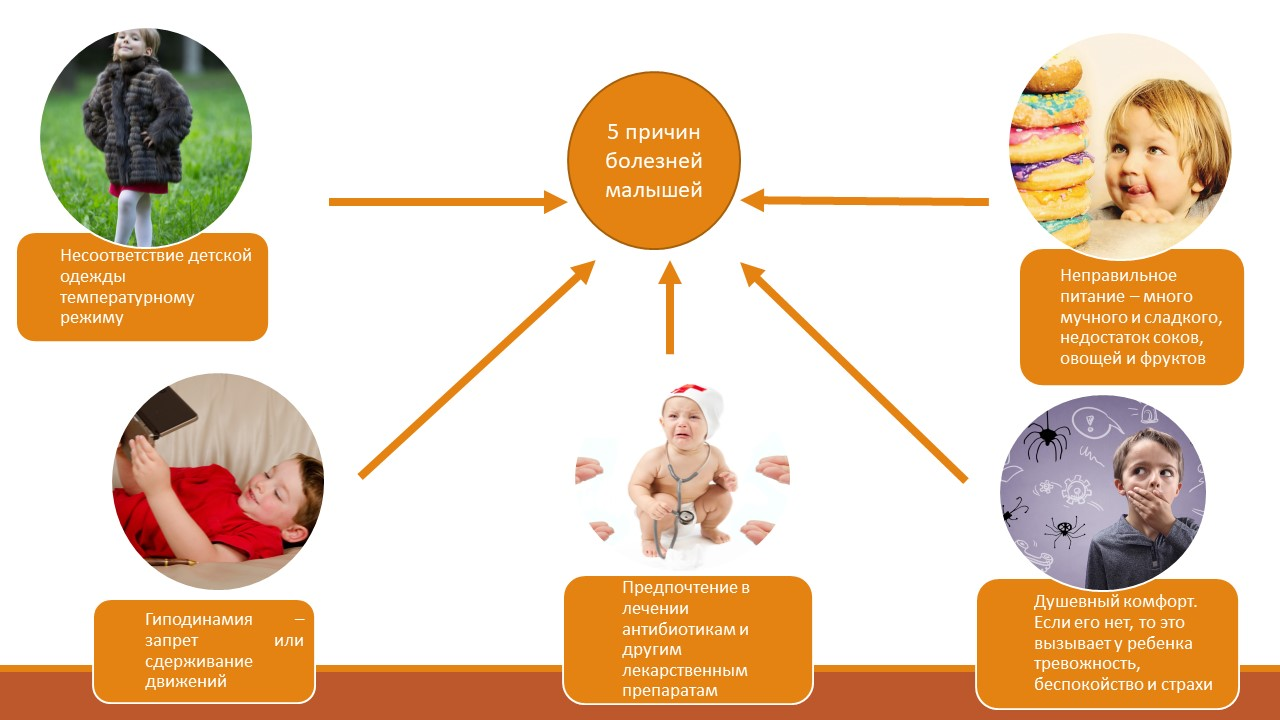 5 причин
болезней
малышей
Несоответствие детской
одежды
температурному
режиму
Неправильное
питание – много
мучного и сладкого,
недостаток соков,
овощей и фруктов
Гиподинамия –
запрет или
сдерживание
движений
Предпочтение в
лечении
антибиотикам и
другим
лекарственным
препаратам
Душевный комфорт.
Если его нет, то это
вызывает у ребенка
тревожность,
беспокойство и страхи